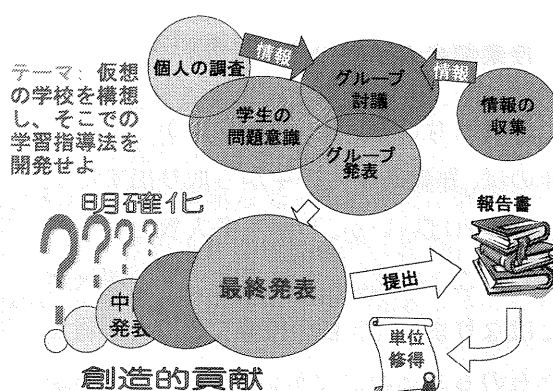 テーマ：仮想
の学校を構想
し、そこでの
学習指導法を
開発せよ
個人の調査
情報
グループ
討議
情報
情報の
収集
学生の
問題意識
グループ
発表
明確化
????
中
発表
最終発表
提出
報告書
単位
修得
創造的貢献